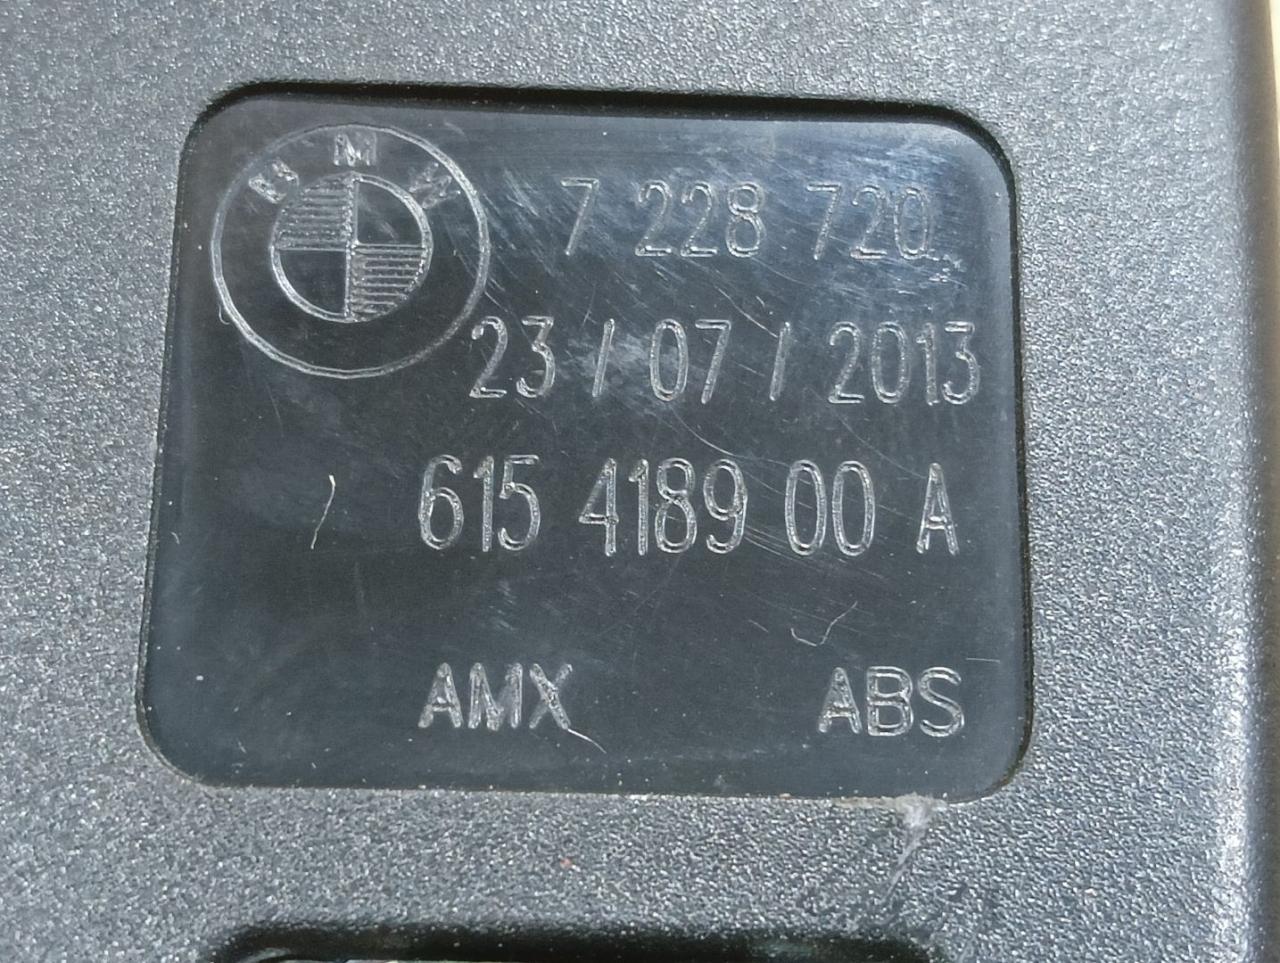 BMW
7 228 720
23 / 07 / 2013
615 4189 00 A
AMX ABS